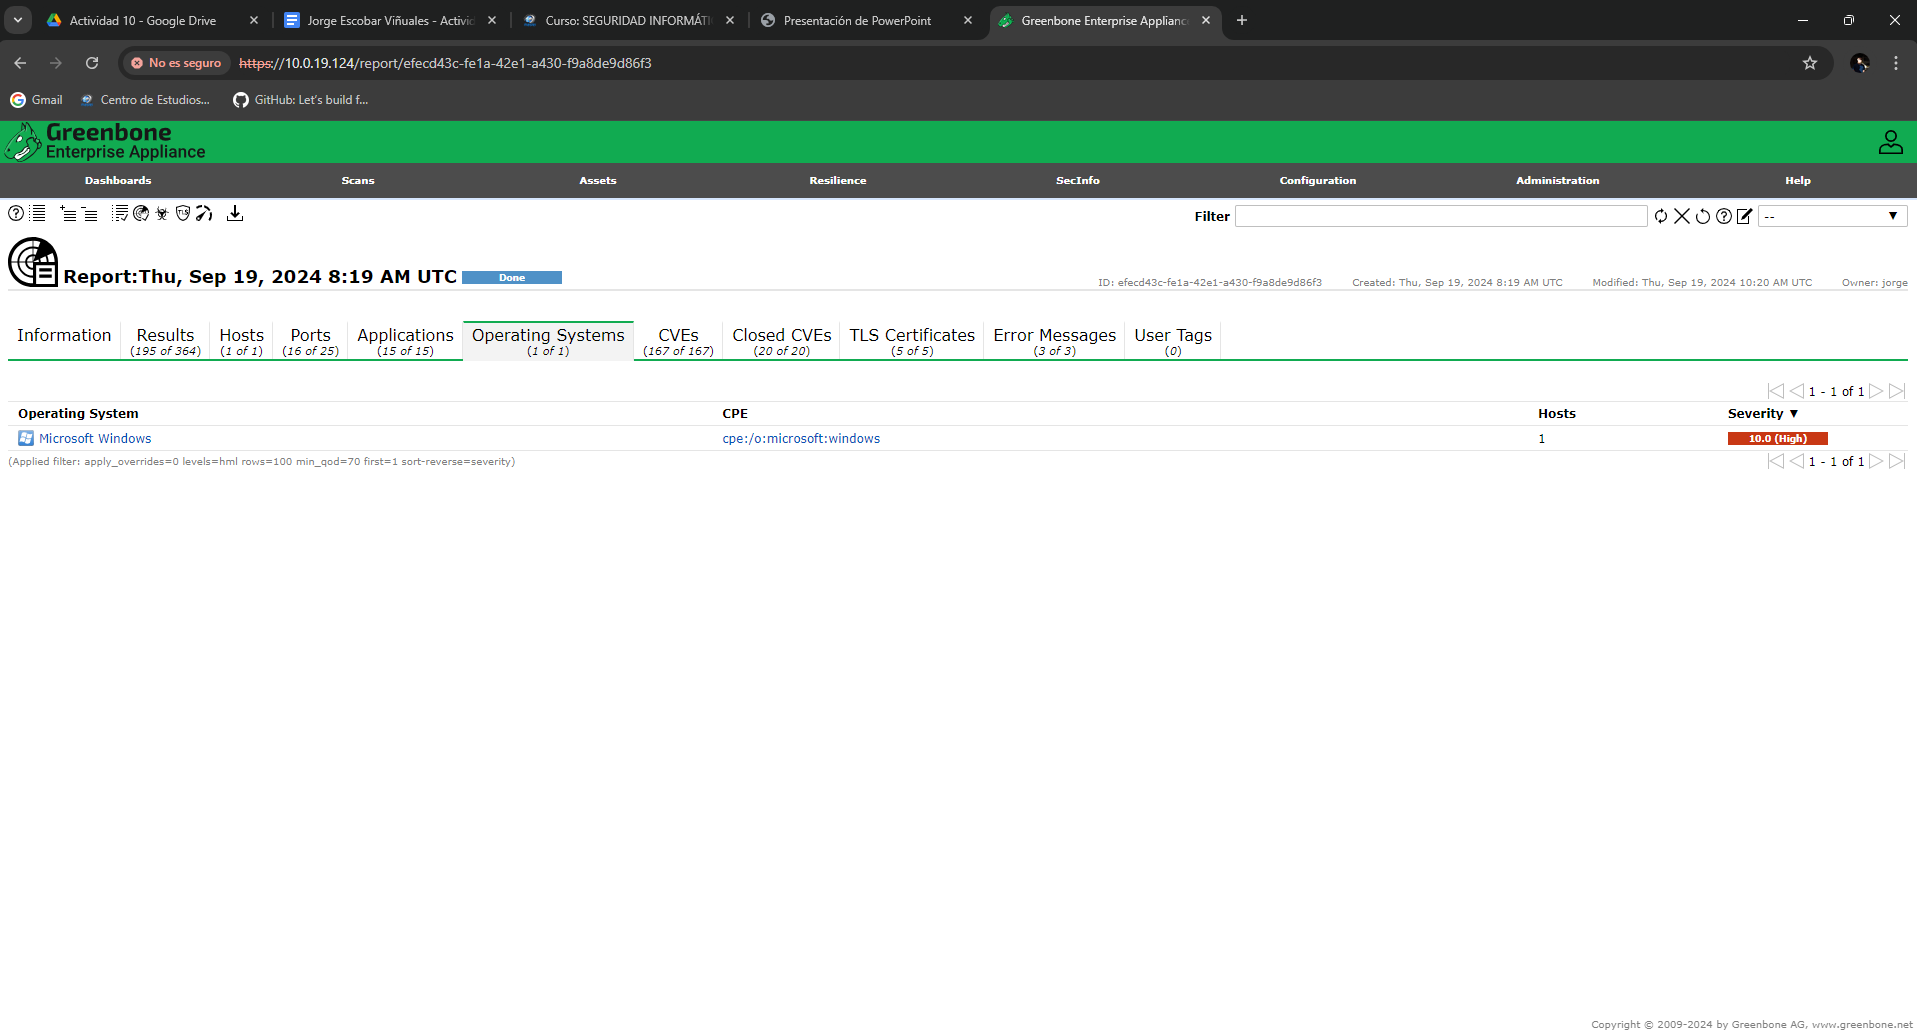 Actividad 10 - Google Drive
Jorge Escobar Viñuales - Activid
Curso: SEGURIDAD INFORMÁTI
Presentación de PowerPoint
Greenbone Enterprise Appliance
No es seguro
https://10.0.19.124/report/efecd43c-fe1a-42e1-a430-f9a8de9d86f3
Gmail
Centro de Estudios...
GitHub: Let's build f...
Greenbone
Enterprise Appliance
Dashboards
Scans
Assets
Resilience
SecInfo
Configuration
Administration
Help
TLS
Filter
--
Report:Thu, Sep 19, 2024 8:19 AM UTC
Done
ID: efecd43c-fe1a-42e1-a430-f9a8de9d86f3
Created: Thu, Sep 19, 2024 8:19 AM UTC
Modified: Thu, Sep 19, 2024 10:20 AM UTC
Owner: jorge
Information
Results
(195 of 364)
Hosts
(1 of 1)
Ports
(16 of 25)
Applications
(15 of 15)
Operating Systems
(1 of 1)
CVEs
(167 of 167)
Closed CVEs
(20 of 20)
TLS Certificates
(5 of 5)
Error Messages
(3 of 3)
User Tags
(0)
1 - 1 of 1
Operating System
CPE
Hosts
Severity ▼
Microsoft Windows
cpe:/o:microsoft:windows
1
10.0 (High)
(Applied filter: apply_overrides=0 levels=hml rows=100 min_qod=70 first=1 sort-reverse=severity)
1 - 1 of 1
Copyright © 2009-2024 by Greenbone AG, www.greenbone.net